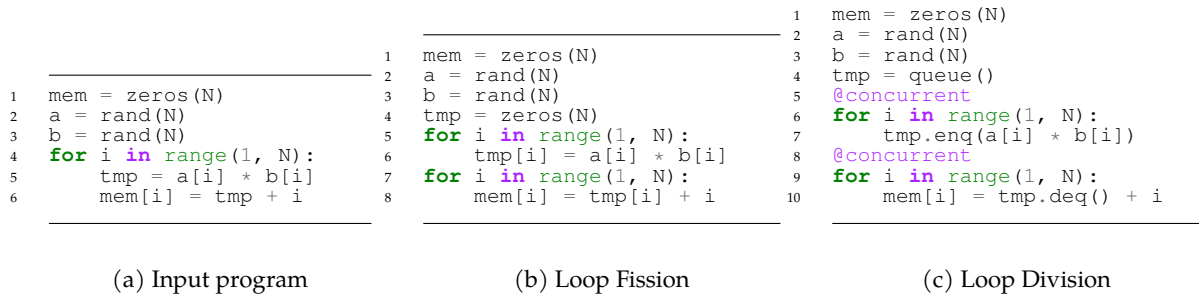 1 mem = zeros(N)
2 a = rand(N)
3 b = rand(N)
4 for i in range(1, N):
5     tmp = a[i] * b[i]
6     mem[i] = tmp + i
(a) Input program
1 mem = zeros(N)
2 a = rand(N)
3 b = rand(N)
4 tmp = zeros(N)
5 for i in range(1, N):
6     tmp[i] = a[i] * b[i]
7 for i in range(1, N):
8     mem[i] = tmp[i] + i
(b) Loop Fission
1 mem = zeros(N)
2 a = rand(N)
3 b = rand(N)
4 tmp = queue()
5 @concurrent
6 for i in range(1, N):
7     tmp.enq(a[i] * b[i])
8 @concurrent
9 for i in range(1, N):
10     mem[i] = tmp.deq() + i
(c) Loop Division